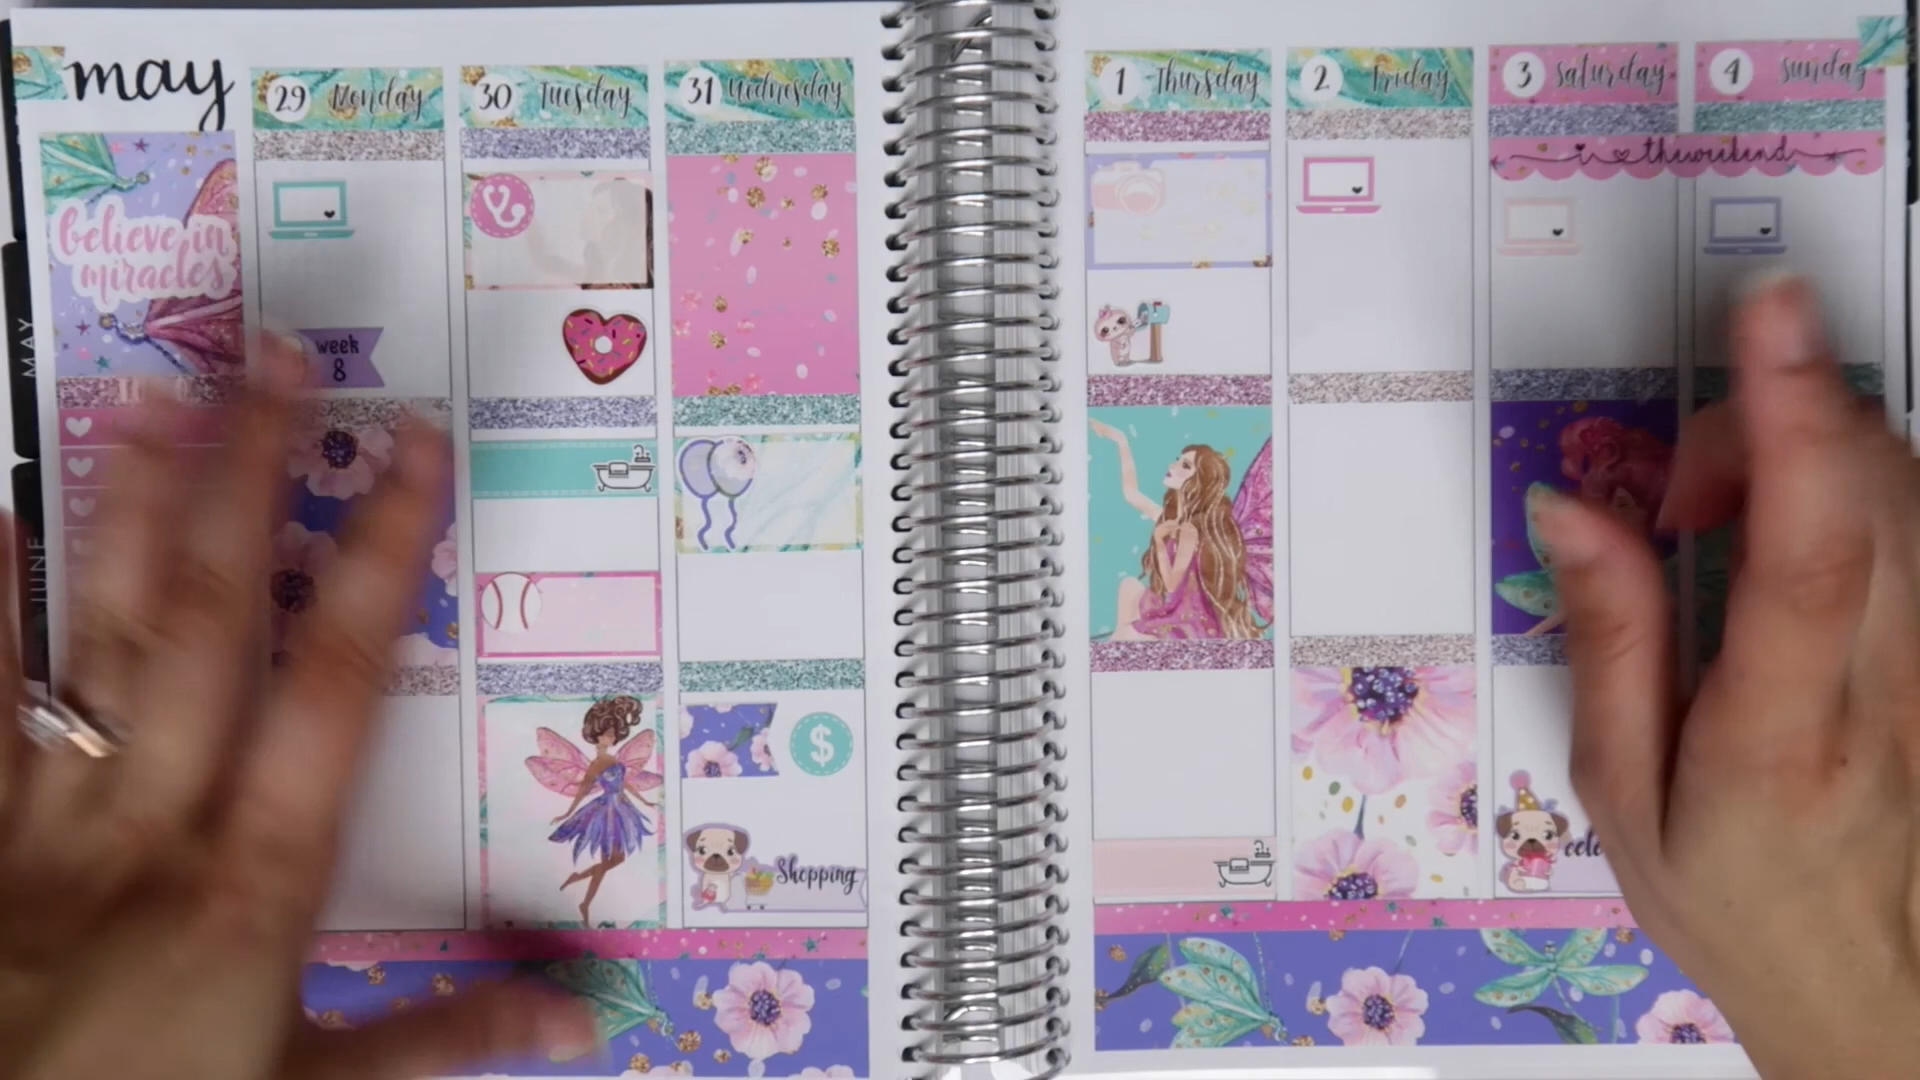 may
29 Monday
30 Tuesday
31 Wednesday
1 Thursday
2 Friday
3 Saturday
4 Sunday
the weekend
believe in
miracles
week
8
MAY
JUNE
$
Shopping